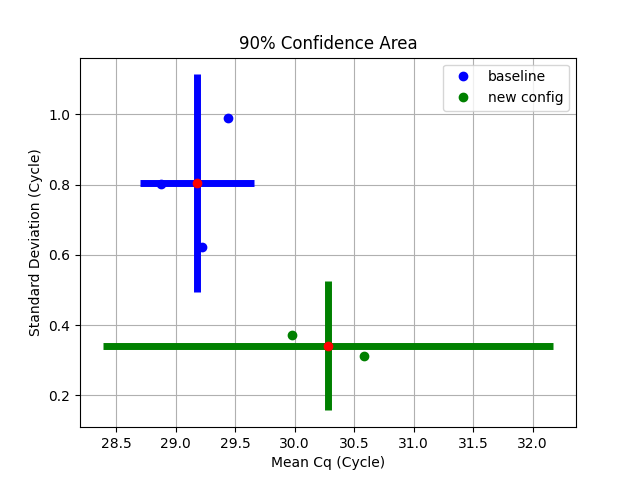 90% Confidence Area
baseline
new config
Standard Deviation (Cycle)
1.0
0.8
0.6
0.4
0.2
28.5 29.0 29.5 30.0 30.5 31.0 31.5 32.0
Mean Cq (Cycle)